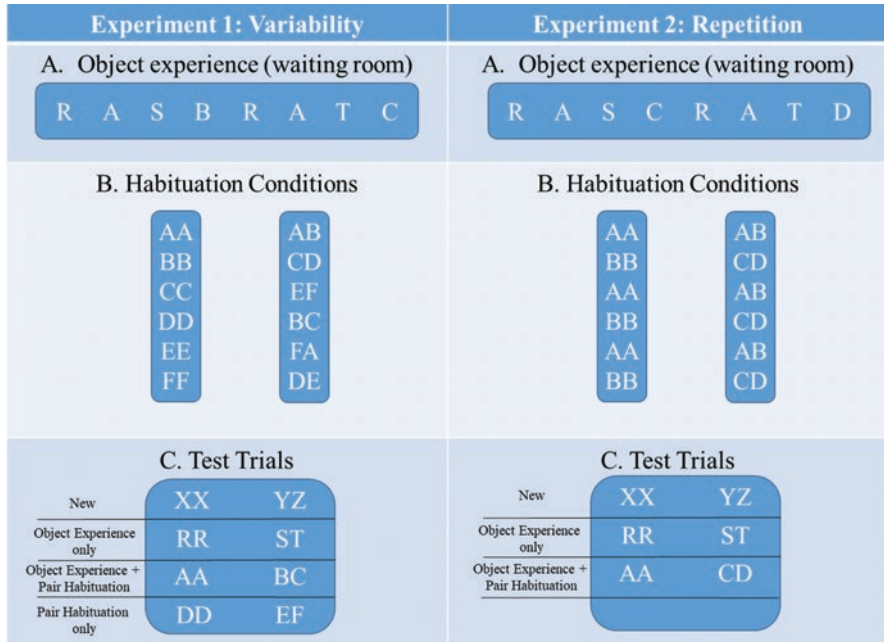 Experiment 1: Variability
A. Object experience (waiting room)
R A S B R A T C
B. Habituation Conditions
AA AB
BB CD
CC EF
DD BC
EE FA
FF DE
C. Test Trials
New XX YZ
Object Experience
only RR ST
Object Experience +
Pair Habituation AA BC
Pair Habituation
only DD EF
Experiment 2: Repetition
A. Object experience (waiting room)
R A S C R A T D
B. Habituation Conditions
AA AB
BB CD
AA AB
BB CD
AA AB
BB CD
C. Test Trials
New XX YZ
Object Experience
only RR ST
Object Experience +
Pair Habituation AA CD